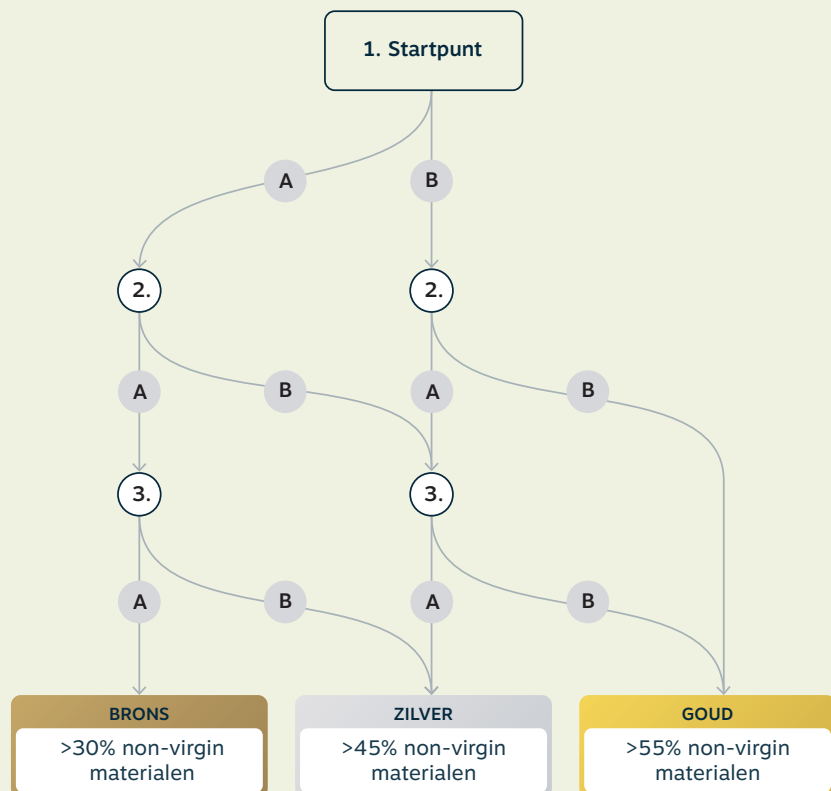 1. Startpunt
A
B
2.
2.
A
B
A
B
3.
3.
A
B
A
B
BRONS
>30% non-virgin
materialen
ZILVER
>45% non-virgin
materialen
GOUD
>55% non-virgin
materialen